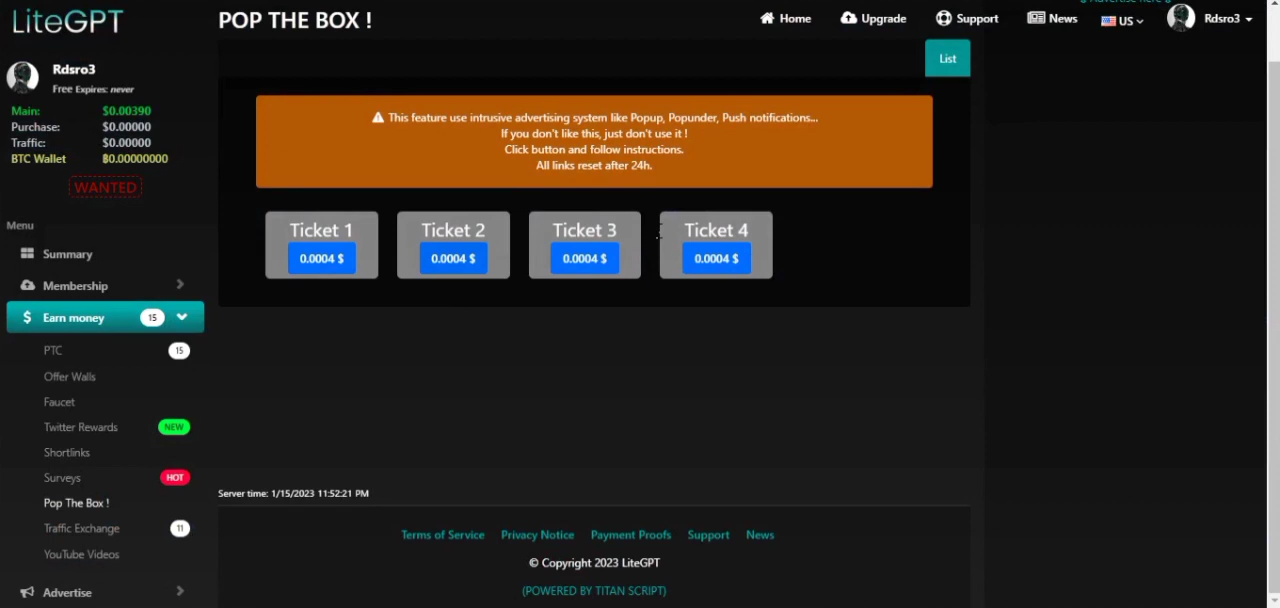 Advertise here
LiteGPT
POP THE BOX !
Home
Upgrade
Support
News
US
Rdsro3
List
Rdsro3
Free Expires: never
Main: $0.00390
Purchase: $0.00000
Traffic: $0.00000
BTC Wallet ฿0.00000000
WANTED
This feature use intrusive advertising system like Popup, Popunder, Push notifications...
If you don't like this, just don't use it !
Click button and follow instructions.
All links reset after 24h.
Ticket 1
0.0004 $
Ticket 2
0.0004 $
Ticket 3
0.0004 $
Ticket 4
0.0004 $
Menu
Summary
Membership
Earn money 15
PTC 15
Offer Walls
Faucet
Twitter Rewards NEW
Shortlinks
Surveys HOT
Pop The Box !
Traffic Exchange 11
YouTube Videos
Advertise
Server time: 1/15/2023 11:52:21 PM
Terms of Service Privacy Notice Payment Proofs Support News
© Copyright 2023 LiteGPT
(POWERED BY TITAN SCRIPT)